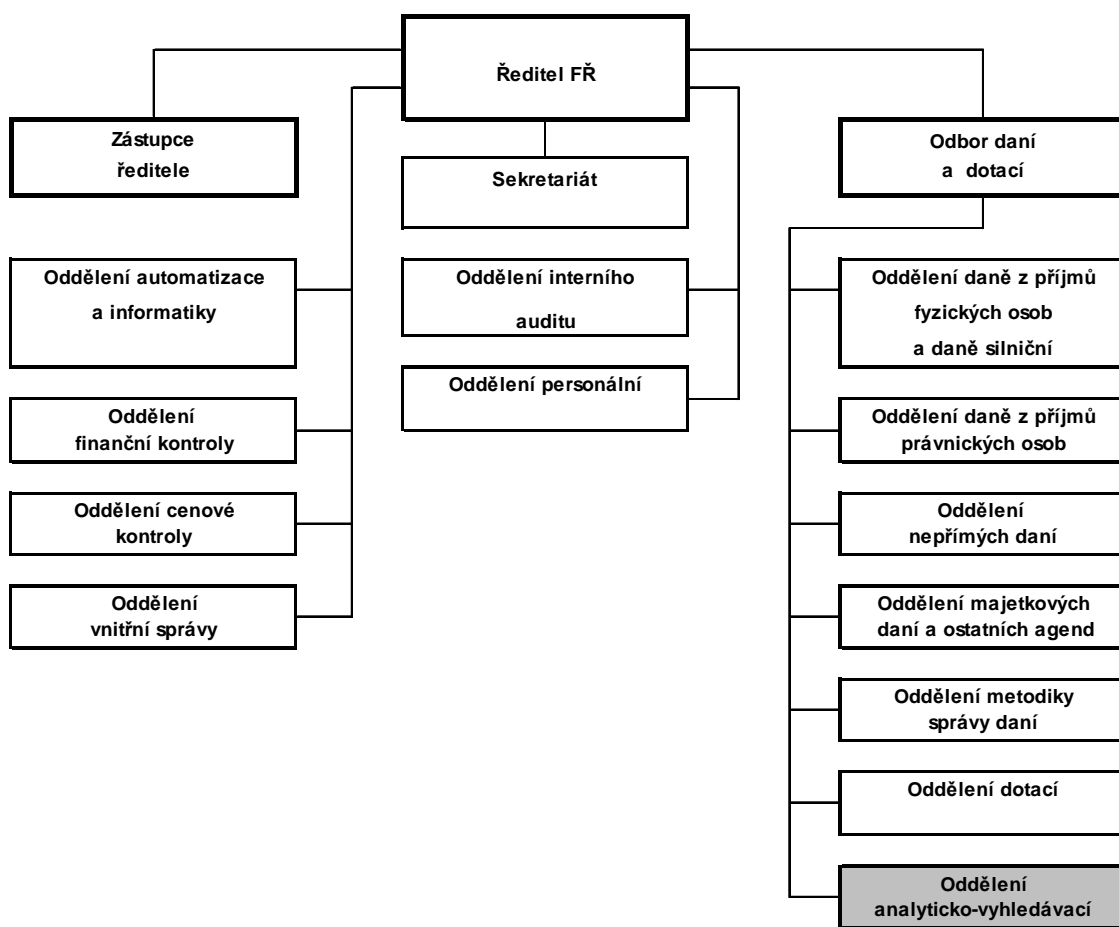 Ředitel FŘ
Zástupce
ředitele
Sekretariát
Odbor daní
a dotací
Oddělení automatizace
a informatiky
Oddělení
finanční kontroly
Oddělení cenové
kontroly
Oddělení
vnitřní správy
Oddělení interního
auditu
Oddělení personální
Oddělení daně z příjmů
fyzických osob
a daně silniční
Oddělení daně z příjmů
právnických osob
Oddělení
nepřímých daní
Oddělení majetkových
daní a ostatních agend
Oddělení metodiky
správy daní
Oddělení dotací
Oddělení
analyticko-vyhledávací